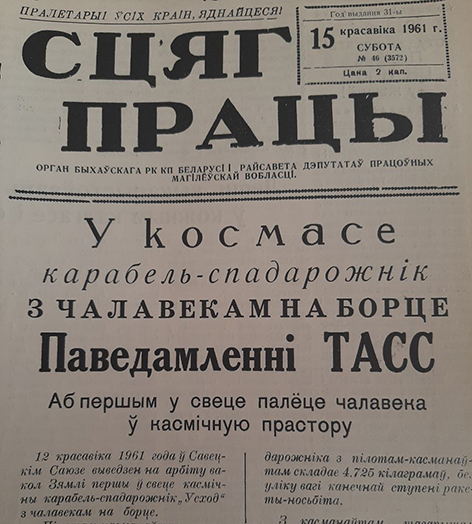 ПРАЛЕТАРЫІ ЎСІХ КРАІН, ЯДНАЙЦЕСЯ!
СЦЯГ
ПРАЦЫ
Год выдання 31-ы
15 красавіка 1961 г.
СУБОТА
№ 46 (3572)
Цана 2 кап.
ОРГАН БЫХАЎСКАГА РК КП БЕЛАРУСІ І РАЙСАВЕТА ДЭПУТАТАЎ ПРАЦОЎНЫХ
МАГІЛЁЎСКАЙ ВОБЛАСЦІ.
У космасе
карабель-спадарожнік
З ЧАЛАВЕКАМ НА БОРЦЕ
Паведамленні ТАСС
Аб першым у свеце палёце чалавека
ў касмічную прастору
12 красавіка 1961 года ў Савец-
кім Саюзе выведзен на арбіту ва-
кол Зямлі першы ў свеце касміч-
ны карабель-спадарожнік „Усход"
з чалавекам на борце.
дарожніка з пілотам-касманаў-
там складае 4,725 кілаграмаў, без
уліку вагі канечнай ступені раке-
ты-носьбіта.
З касманаўтам